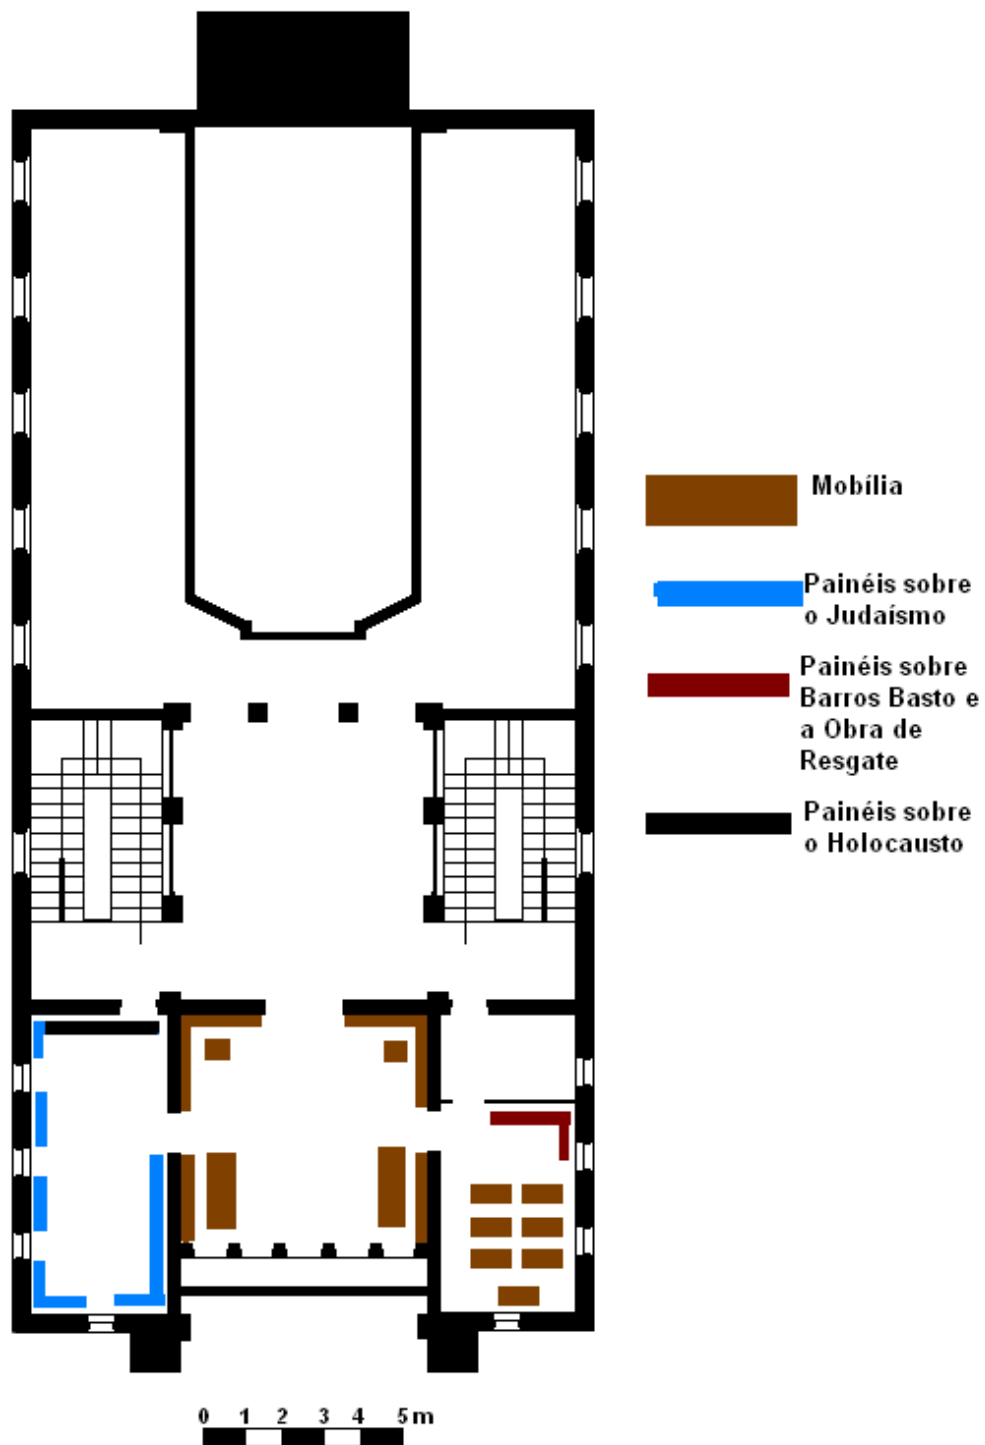 Mobília
Painéis sobre
o Judaísmo
Painéis sobre
Barros Basto e
a Obra de
Resgate
Painéis sobre
o Holocausto
0 1 2 3 4 5 m